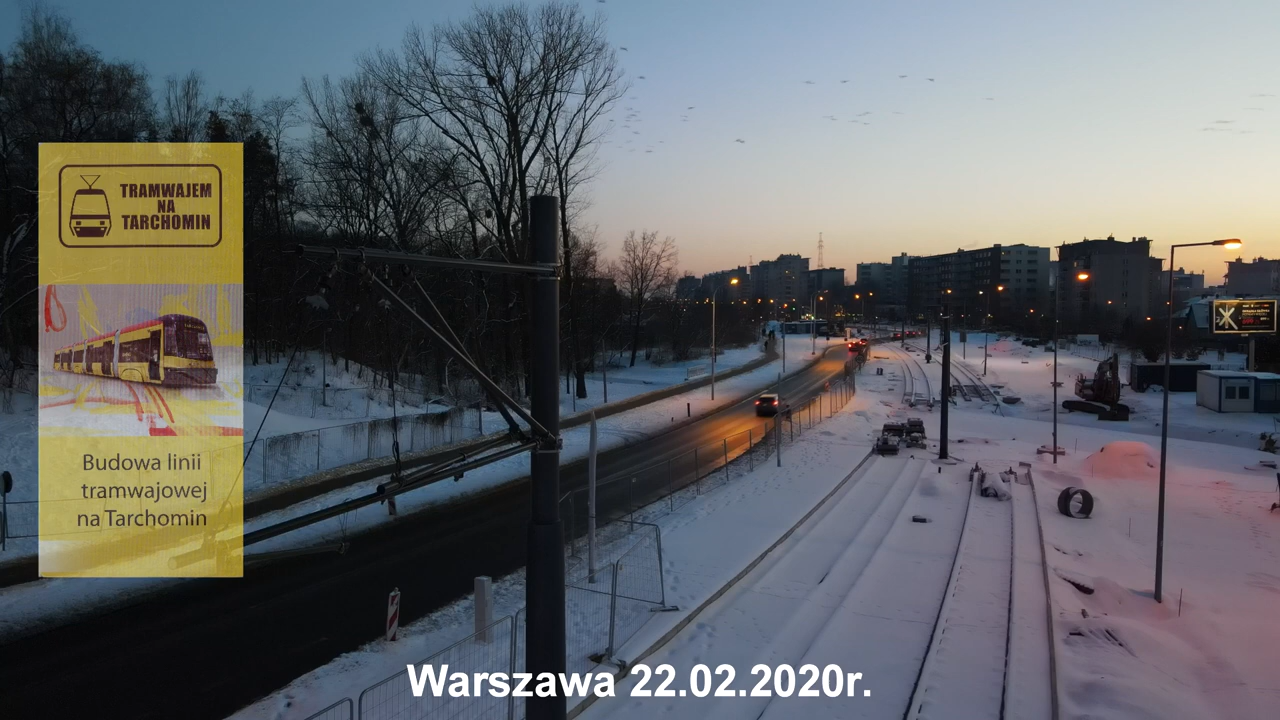 TRAMWAJEM
NA
TARCHOMIN
Budowa linii
tramwajowej
na Tarchomin
Warszawa 22.02.2020r.